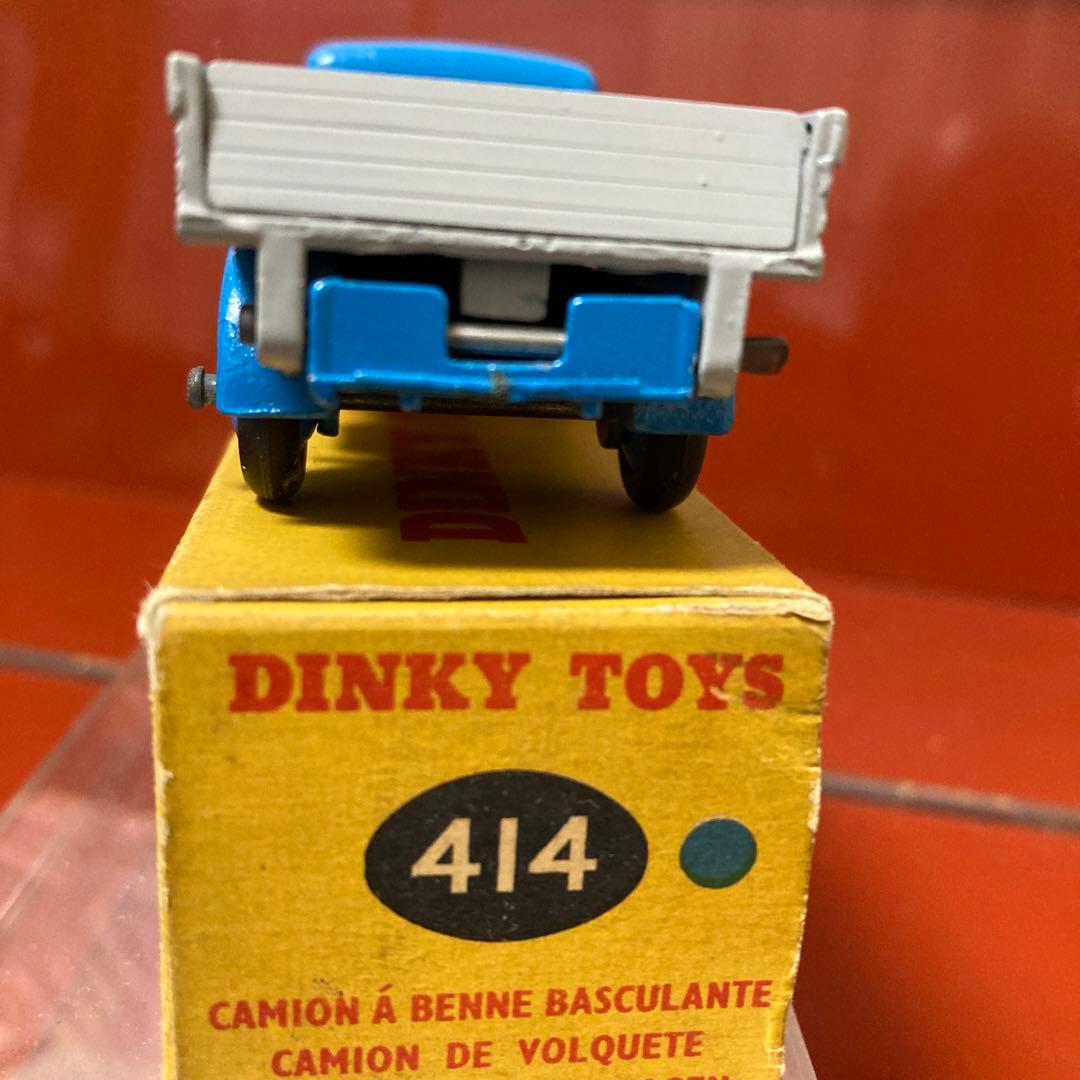 DINKY TOYS
414
CAMION Á BENNE BASCULANTE
CAMION DE VOLQUETE